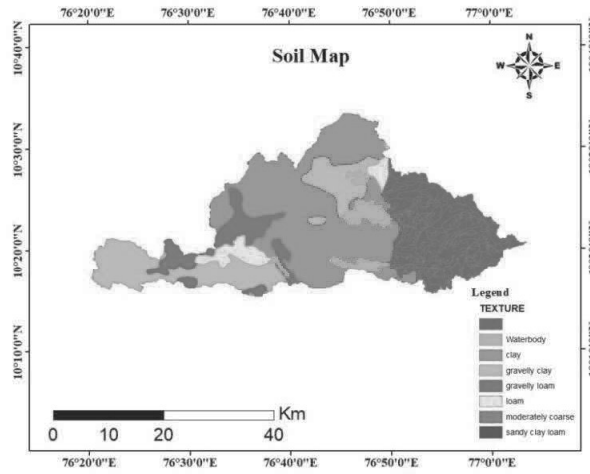 76°20'0"E 76°30'0"E 76°40'0"E 76°50'0"E 77°0'0"E
Soil Map
N
W E
S
10°40'0"N
10°30'0"N
10°20'0"N
10°10'0"N
Legend
TEXTURE
Waterbody
clay
gravelly clay
gravelly loam
loam
moderately coarse
sandy clay loam
Km
0 10 20 40
76°20'0"E 76°30'0"E 76°40'0"E 76°50'0"E 77°0'0"E